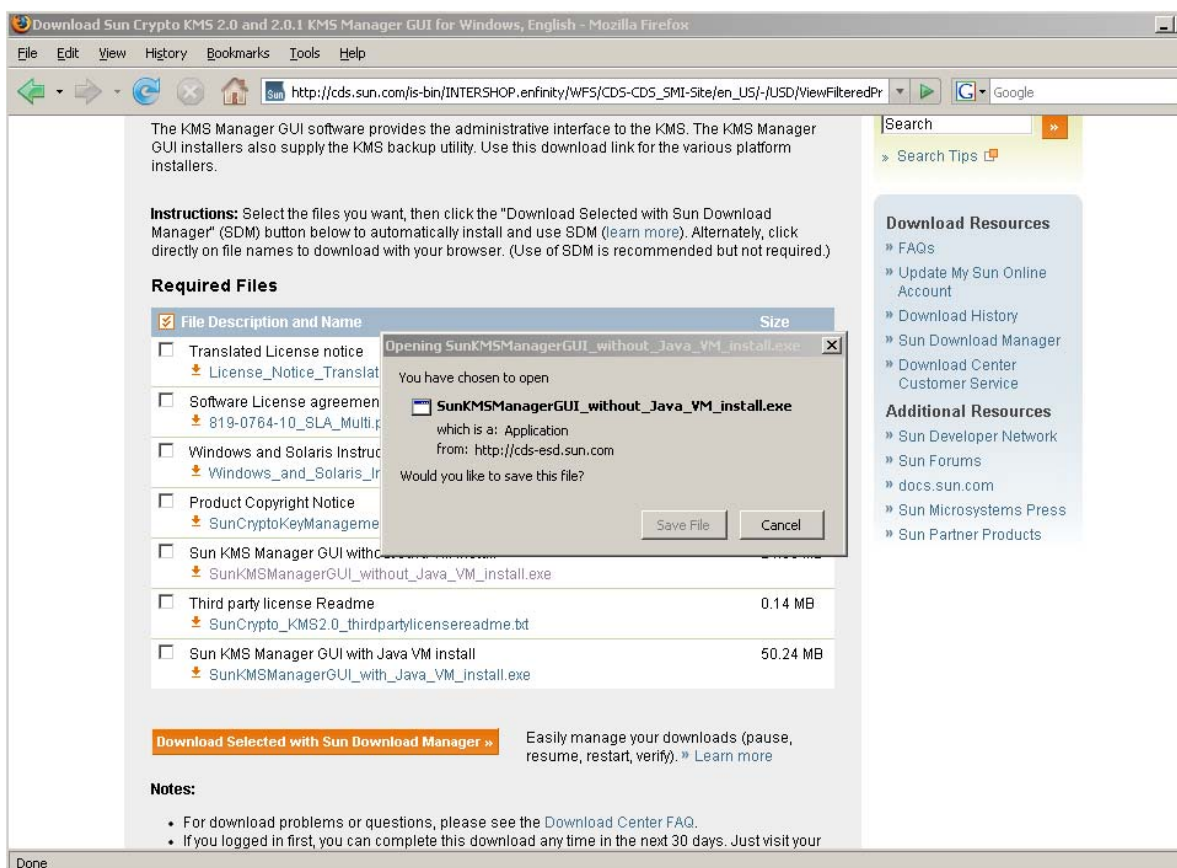 Download Sun Crypto KMS 2.0 and 2.0.1 KMS Manager GUI for Windows, English - Mozilla Firefox
File Edit View History Bookmarks Tools Help
Sun http://cds.sun.com/is-bin/INTERSHOP.enfinity/WFS/CDS-CDS_SMI-Site/en_US/-/USD/ViewFilteredPr G Google
The KMS Manager GUI software provides the administrative interface to the KMS. The KMS Manager
GUI installers also supply the KMS backup utility. Use this download link for the various platform
installers.
Instructions: Select the files you want, then click the "Download Selected with Sun Download
Manager" (SDM) button below to automatically install and use SDM (learn more). Alternately, click
directly on file names to download with your browser. (Use of SDM is recommended but not required.)
Required Files
File Description and Name Size
Translated License notice
License_Notice_Translat
Software License agreemen
819-0764-10_SLA_Multi.p
Windows and Solaris Instruc
Windows_and_Solaris_Ir
Product Copyright Notice
SunCryptoKeyManageme
Sun KMS Manager GUI
SunKMSManagerGUI_without_Java_VM_install.exe
Third party license Readme 0.14 MB
SunCrypto_KMS2.0_thirdpartylicensereadme.txt
Sun KMS Manager GUI with Java VM install 50.24 MB
SunKMSManagerGUI_with_Java_VM_install.exe
Opening SunKMSManagerGUI_without_Java_VM_install.exe
You have chosen to open
SunKMSManagerGUI_without_Java_VM_install.exe
which is a: Application
from: http://cds-esd.sun.com
Would you like to save this file?
Save File Cancel
Download Selected with Sun Download Manager »
Easily manage your downloads (pause,
resume, restart, verify). » Learn more
Notes:
• For download problems or questions, please see the Download Center FAQ.
• If you logged in first, you can complete this download any time in the next 30 days. Just visit your
Search »
» Search Tips
Download Resources
» FAQs
» Update My Sun Online
Account
» Download History
» Sun Download Manager
» Download Center
Customer Service
Additional Resources
» Sun Developer Network
» Sun Forums
» docs.sun.com
» Sun Microsystems Press
» Sun Partner Products
Done